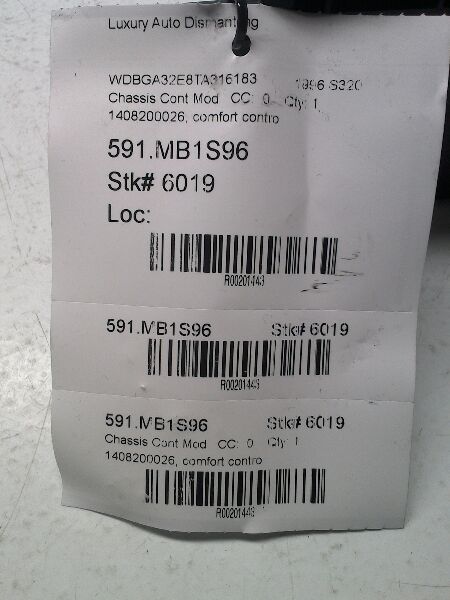 Luxury Auto Dismantling
WDBGA32E8TA316183 1996 S320
Chassis Cont Mod CC: 0 Qty: 1
1408200026, comfort contro
591.MB1S96
Stk# 6019
Loc:
R00201443
591.MB1S96 Stk# 6019
R00201443
591.MB1S96 Stk# 6019
Chassis Cont Mod CC: 0 Qty: 1
1408200026, comfort contro
R00201443